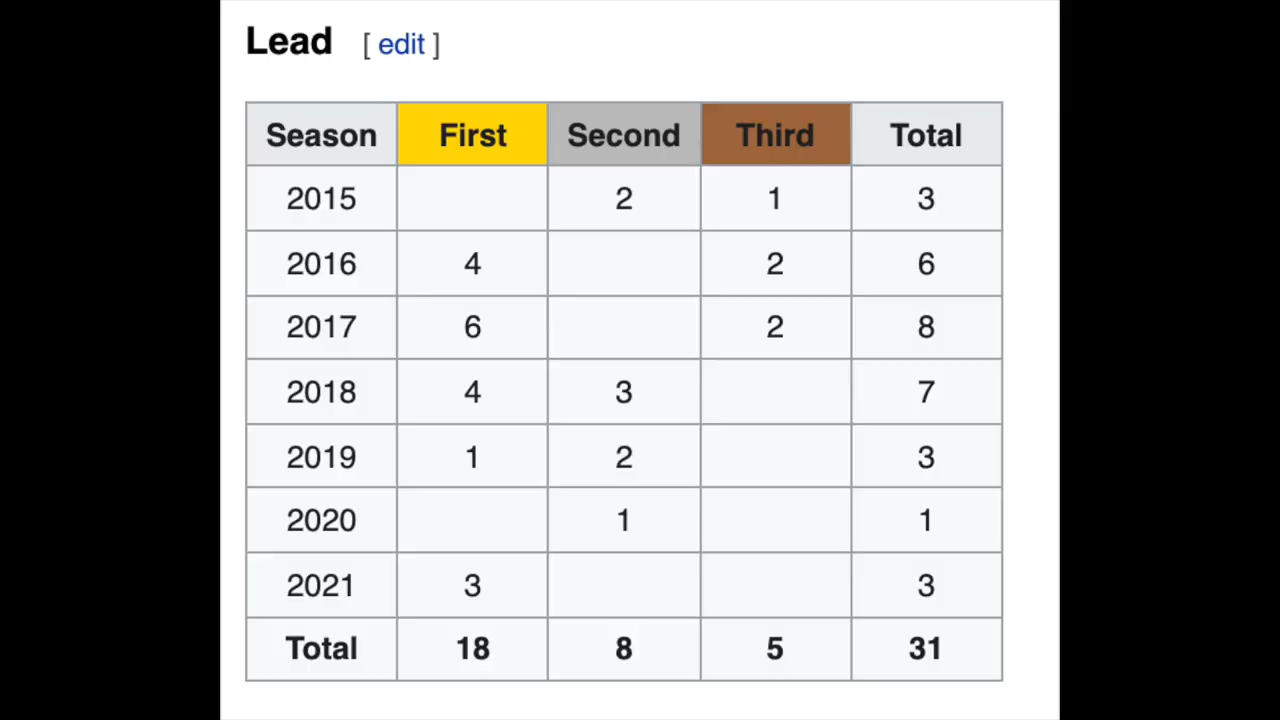 Lead [ edit ]
Season First Second Third Total
2015 2 1 3
2016 4 2 6
2017 6 2 8
2018 4 3 7
2019 1 2 3
2020 1 1
2021 3 3
Total 18 8 5 31